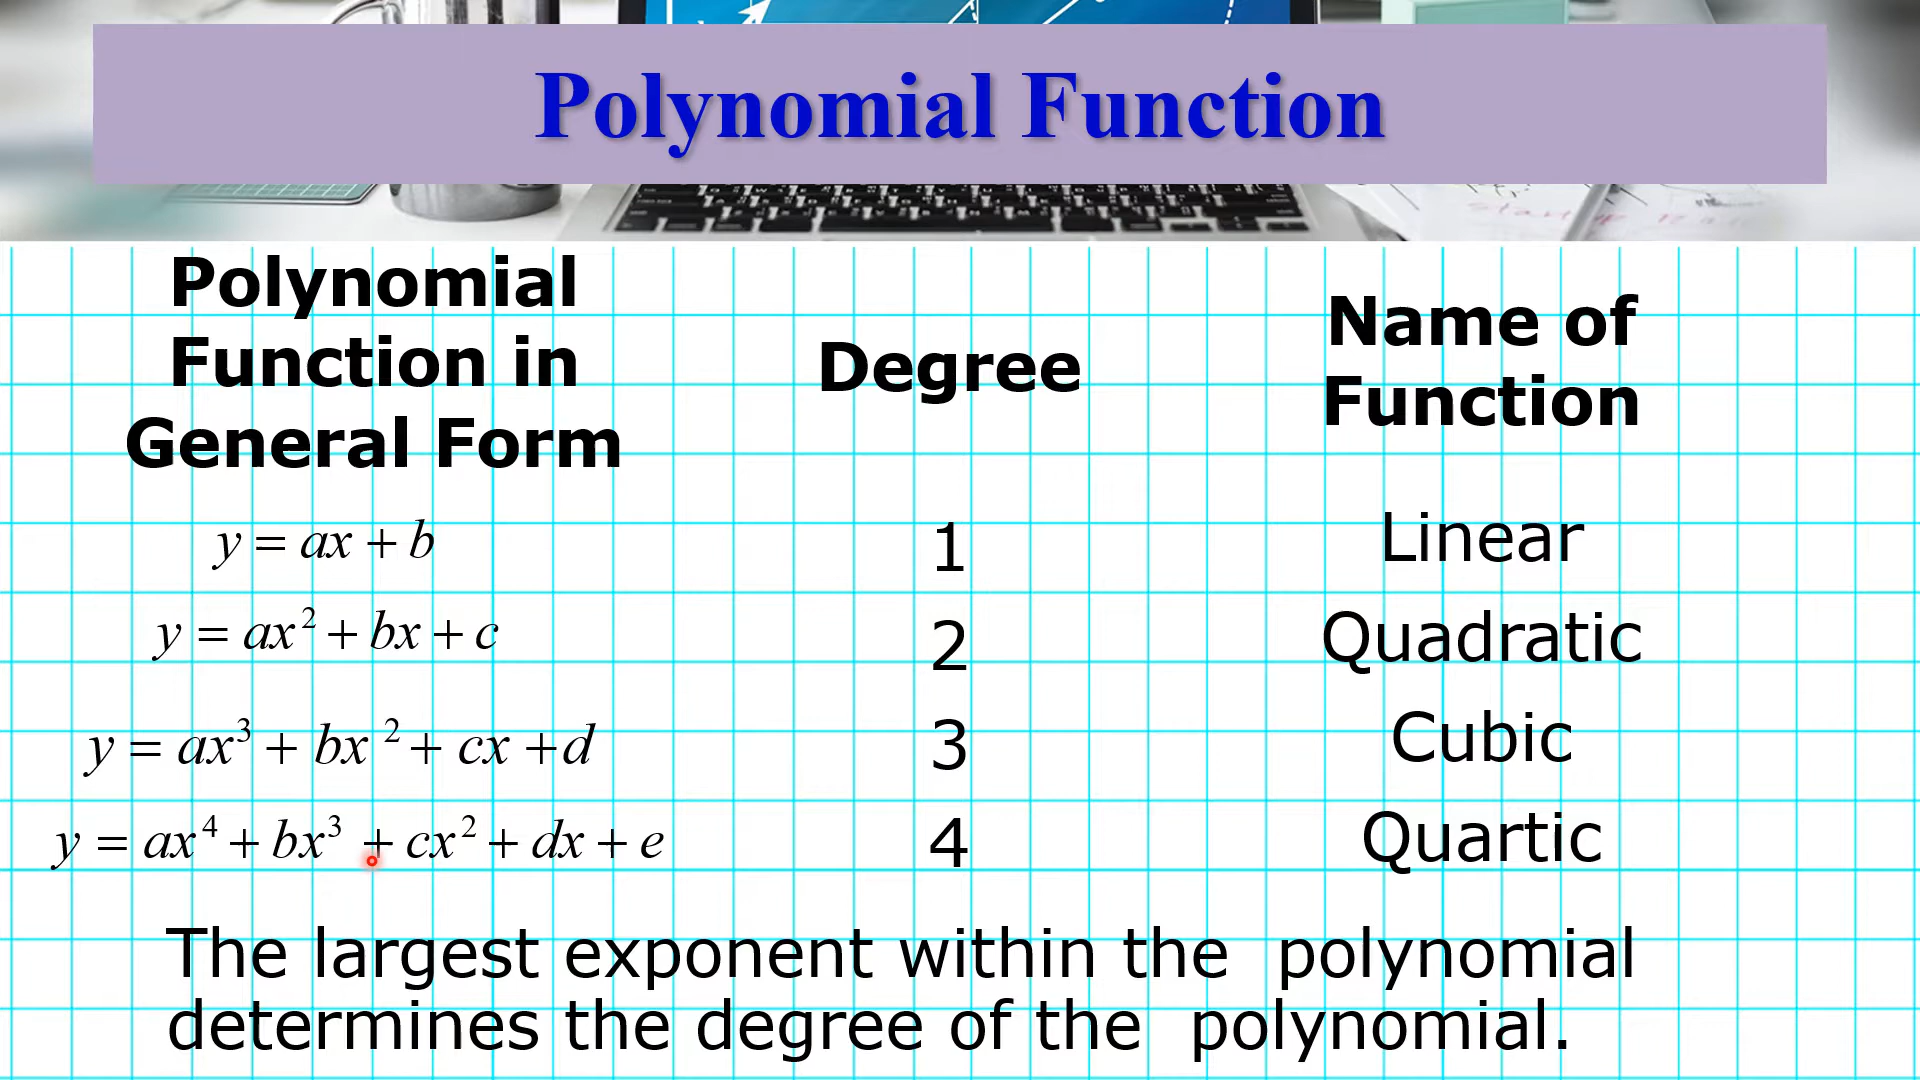 Polynomial Function
Polynomial
Function in
General Form
Degree
Name of
Function
y = ax + b
1
Linear
y = ax² + bx + c
2
Quadratic
y = ax³ + bx² + cx + d
3
Cubic
y = ax⁴ + bx³ + cx² + dx + e
4
Quartic
The largest exponent within the polynomial
determines the degree of the polynomial.